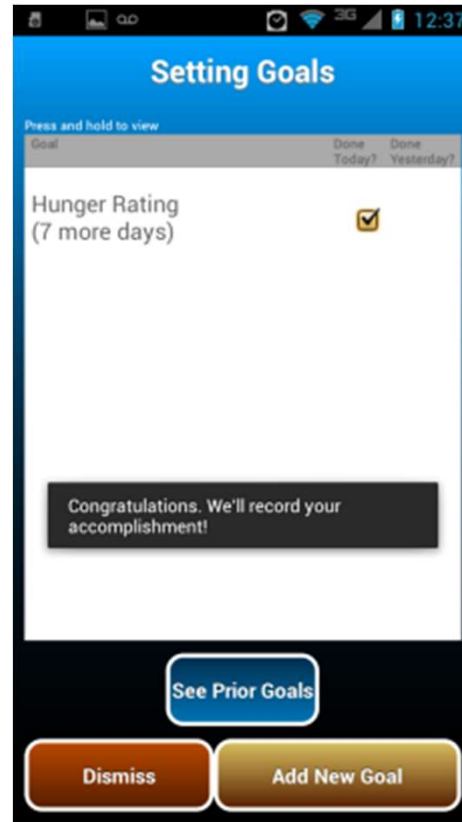 3G 12:37
Setting Goals
Press and hold to view
Goal Done Done
Today? Yesterday?
Hunger Rating
(7 more days)
Congratulations. We'll record your
accomplishment!
See Prior Goals
Dismiss Add New Goal